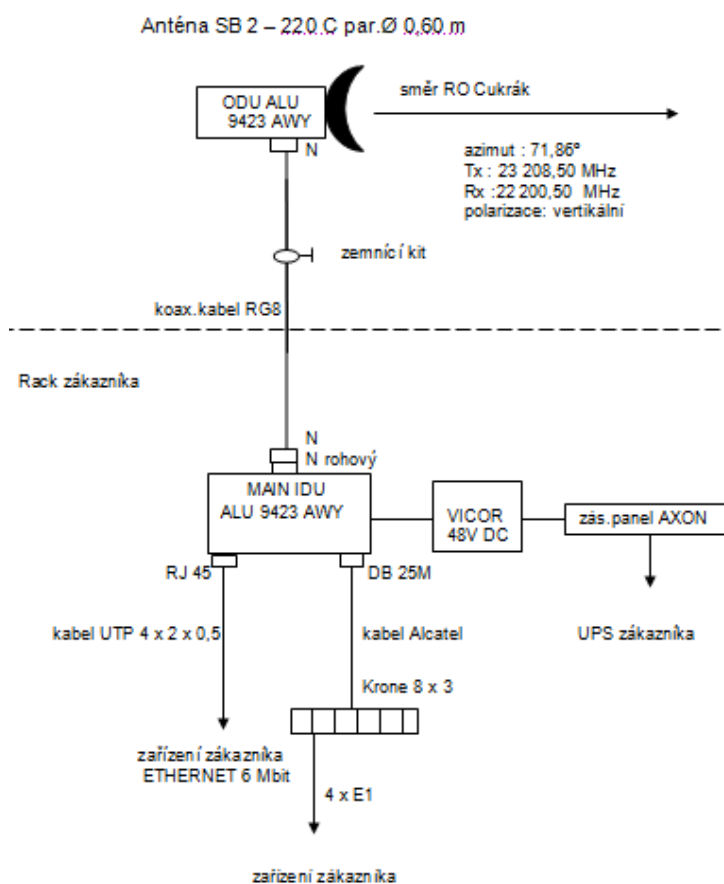 Anténa SB 2 – 220 C par.Ø 0,60 m
ODU ALU
9423 AWY
směr RO Cukrák
N
azimut : 71,86º
Tx : 23 208,50 MHz
Rx :22 200,50 MHz
polarizace: vertikální
zemnící kit
koax.kabel RG8
Rack zákazníka
N
N rohový
MAIN IDU
ALU 9423 AWY
VICOR
48V DC
zás.panel AXON
RJ 45
DB 25M
kabel UTP 4 x 2 x 0,5
kabel Alcatel
UPS zákazníka
Krone 8 x 3
zařízení zákazníka
ETHERNET 6 Mbit
4 x E1
zařízení zákazníka